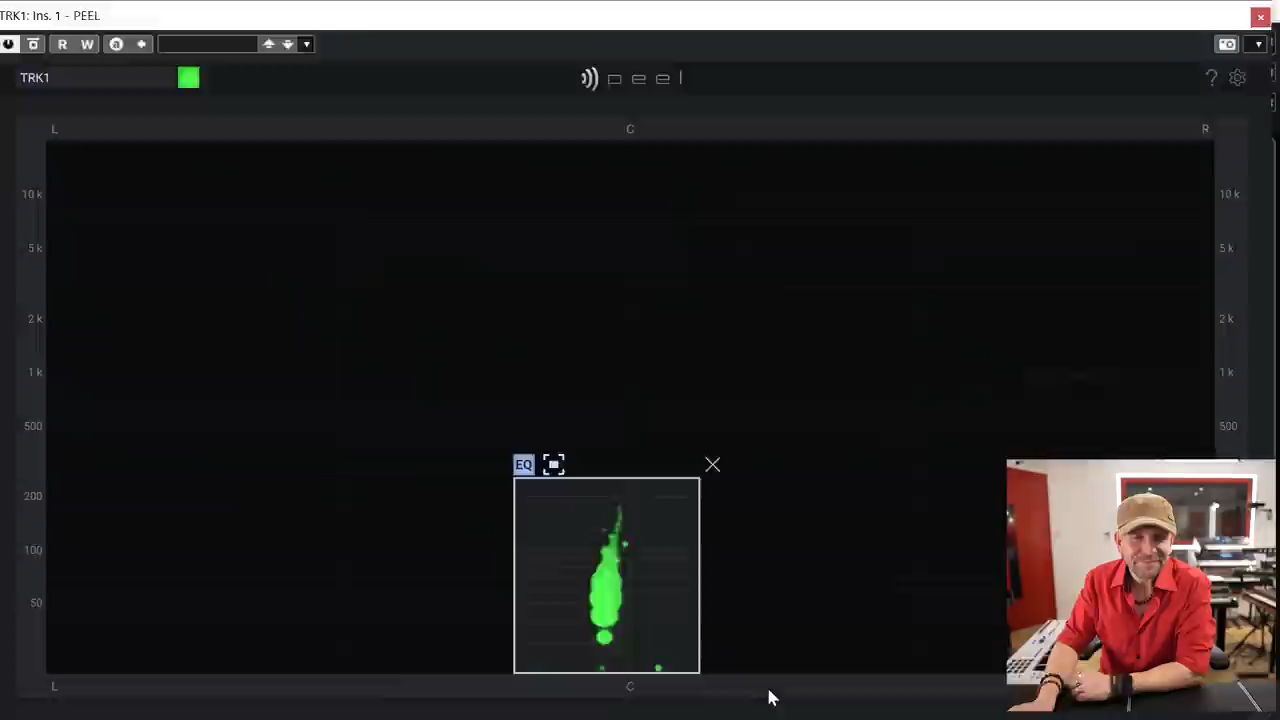 TRK1: Ins. 1 - PEEL
R W
TRK1
peel
?
L C R
10 k 10 k
5 k 5 k
2 k 2 k
1 k 1 k
500 500
EQ
200
100
50
L C